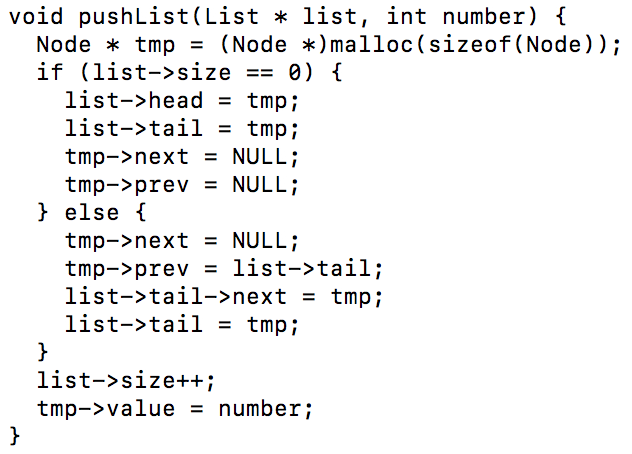 void pushList(List * list, int number) {
  Node * tmp = (Node *)malloc(sizeof(Node));
  if (list->size == 0) {
    list->head = tmp;
    list->tail = tmp;
    tmp->next = NULL;
    tmp->prev = NULL;
  } else {
    tmp->next = NULL;
    tmp->prev = list->tail;
    list->tail->next = tmp;
    list->tail = tmp;
  }
  list->size++;
  tmp->value = number;
}